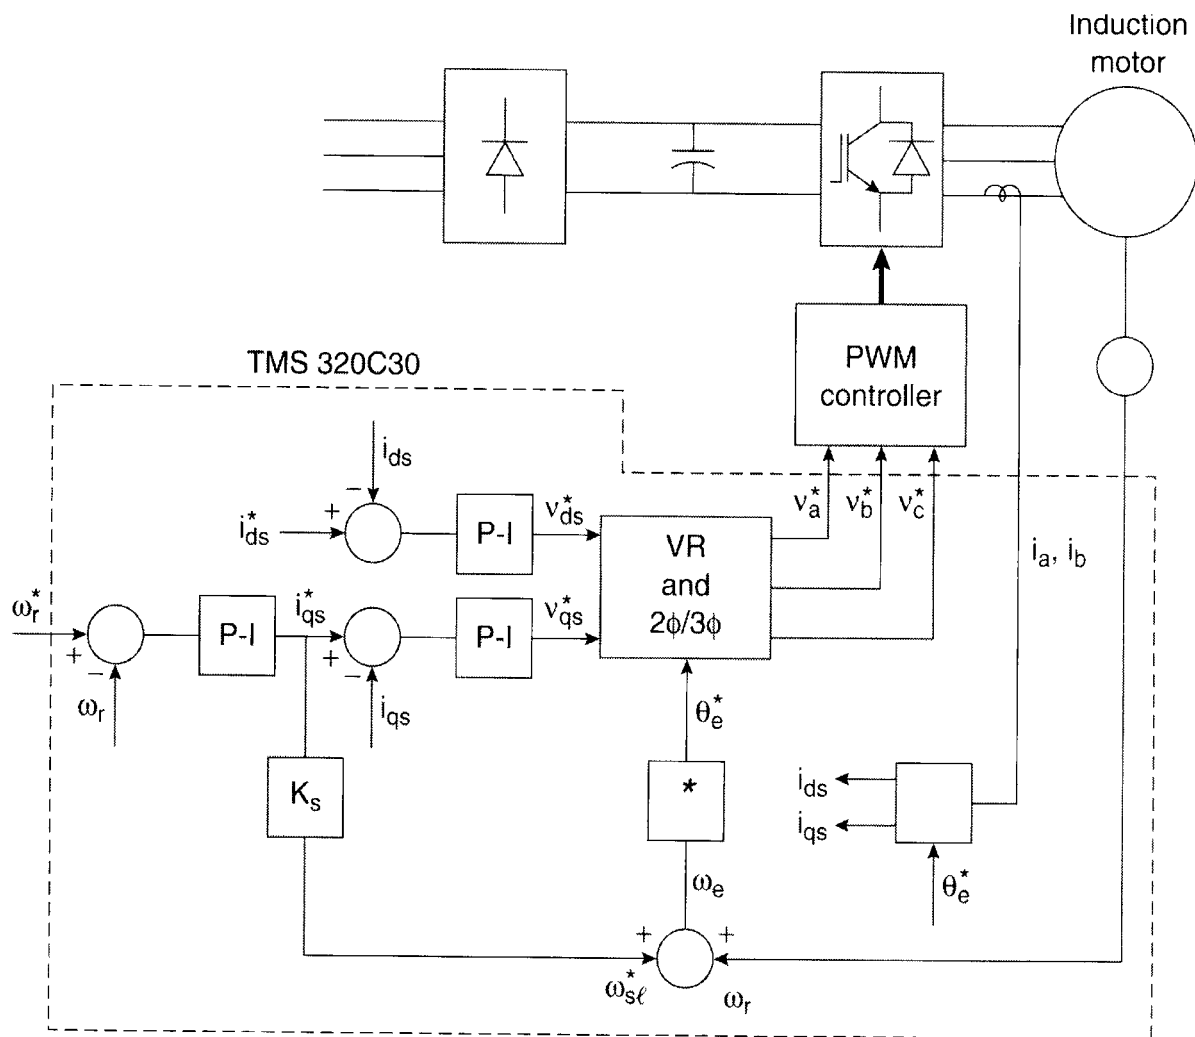 Induction
motor
PWM
controller
TMS 320C30
i_ds
−
+
i*_ds
P-I
ν*_ds
VR
and
2ϕ/3ϕ
ν*_a
ν*_b
ν*_c
i_a, i_b
ω*_r
+
−
ω_r
P-I
i*_qs
+
−
i_qs
P-I
ν*_qs
θ*_e
K_s
*
i_ds
i_qs
θ*_e
ω_e
+
+
ω*_sℓ
ω_r